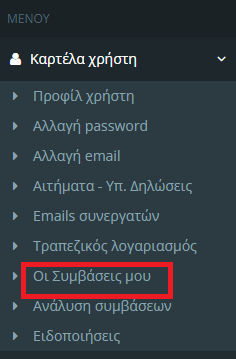 ΜΕΝΟΥ
Καρτέλα χρήστη
Προφίλ χρήστη
Αλλαγή password
Αλλαγή email
Αιτήματα - Υπ. Δηλώσεις
Emails συνεργατών
Τραπεζικός λογαριασμός
Οι Συμβάσεις μου
Ανάλυση συμβάσεων
Ειδοποιήσεις